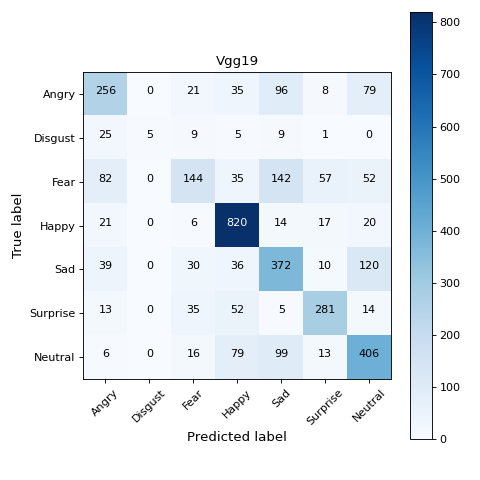 Vgg19
True label
Angry 256 0 21 35 96 8 79
Disgust 25 5 9 5 9 1 0
Fear 82 0 144 35 142 57 52
Happy 21 0 6 820 14 17 20
Sad 39 0 30 36 372 10 120
Surprise 13 0 35 52 5 281 14
Neutral 6 0 16 79 99 13 406
Angry Disgust Fear Happy Sad Surprise Neutral
Predicted label
800
700
600
500
400
300
200
100
0